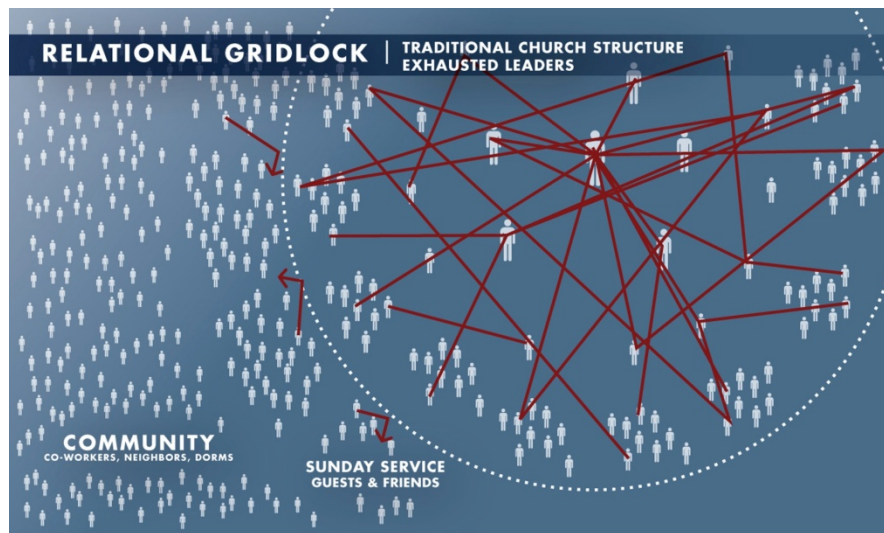 RELATIONAL GRIDLOCK
TRADITIONAL CHURCH STRUCTURE
EXHAUSTED LEADERS
COMMUNITY
CO-WORKERS, NEIGHBORS, DORMS
SUNDAY SERVICE
GUESTS & FRIENDS